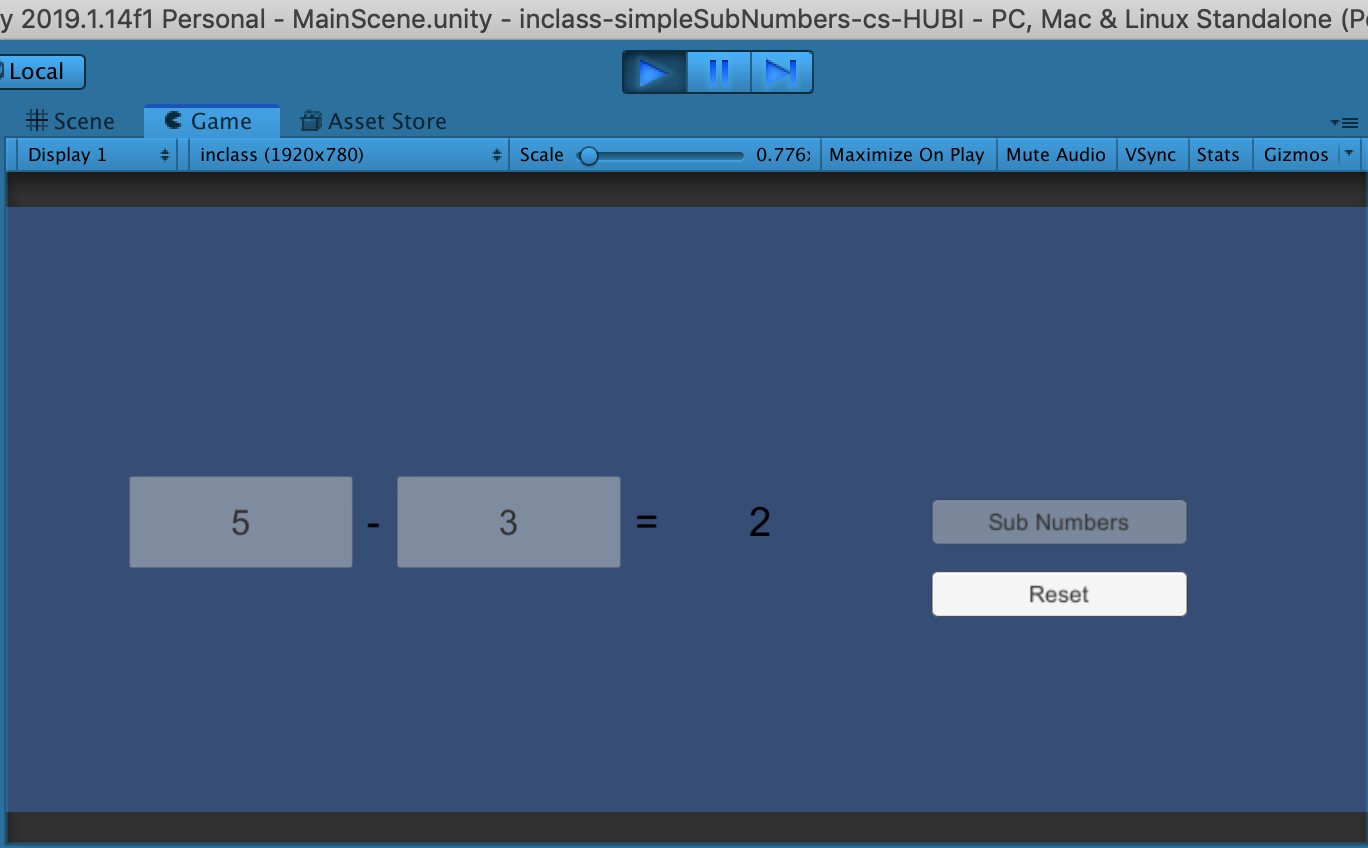 y 2019.1.14f1 Personal - MainScene.unity - inclass-simpleSubNumbers-cs-HUBI - PC, Mac & Linux Standalone (P
Local
Scene Game Asset Store
Display 1 inclass (1920x780) Scale 0.776 Maximize On Play Mute Audio VSync Stats Gizmos
5 - 3 = 2 Sub Numbers
Reset